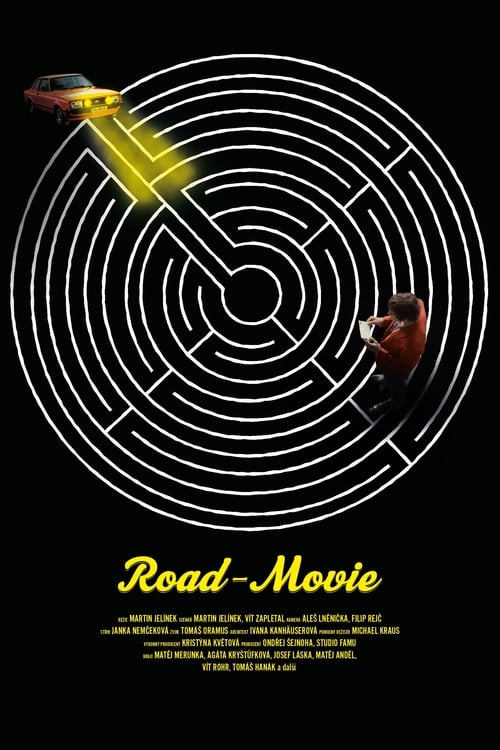 Road-Movie
REŽIE MARTIN JELÍNEK SCÉNÁŘ MARTIN JELÍNEK, VÍT ZAPLETAL KAMERA ALEŠ LNĚNIČKA, FILIP REJČ
STŘIH JANKA NEMČEKOVÁ ZVUK TOMÁŠ ORAMUS ARCHITEKT IVANA KANHÄUSEROVÁ POMOCNÝ REŽISÉR MICHAEL KRAUS
VÝKONNÝ PRODUCENT KRISTÝNA KVĚTOVÁ PRODUCENT ONDŘEJ ŠEJNOHA, STUDIO FAMU
HRAJÍ MATĚJ MERUNKA, AGÁTA KRYŠTŮFKOVÁ, JOSEF LÁSKA, MATĚJ ANDĚL,
VÍT ROHR, TOMÁŠ HANÁK a další